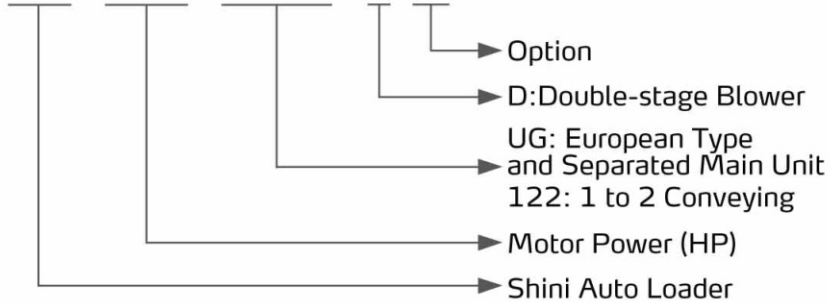 Option
D:Double-stage Blower
UG: European Type
and Separated Main Unit
122: 1 to 2 Conveying
Motor Power (HP)
Shini Auto Loader